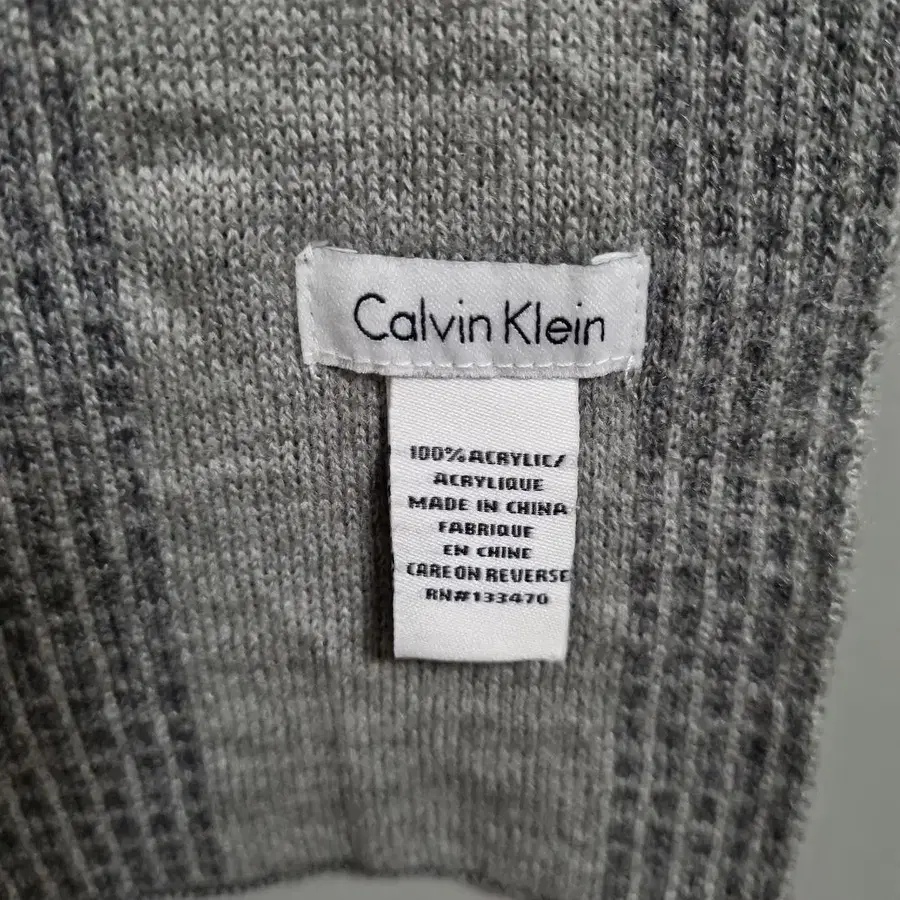 Calvin Klein
100% ACRYLIC/
ACRYLIQUE
MADE IN CHINA
FABRIQUE
EN CHINE
CARE ON REVERSE
RN#133470